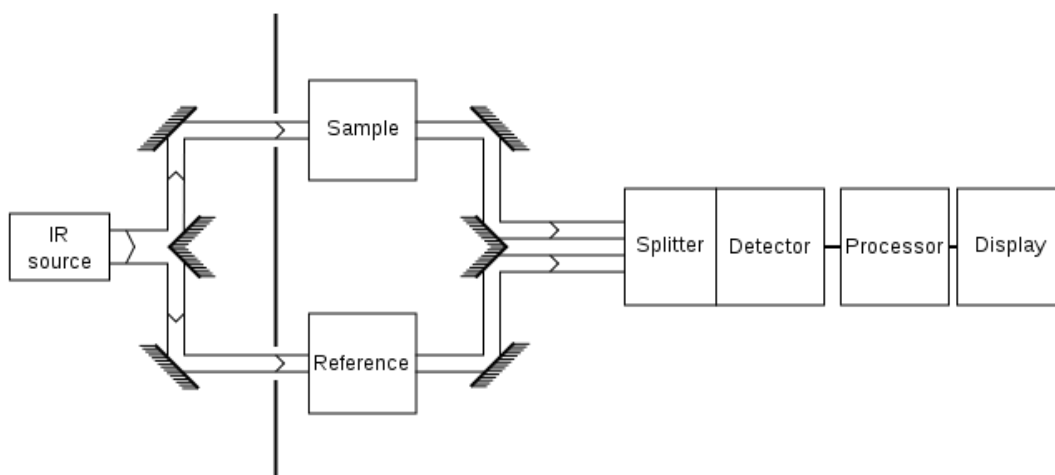 IR
source
Sample
Reference
Splitter
Detector
Processor
Display